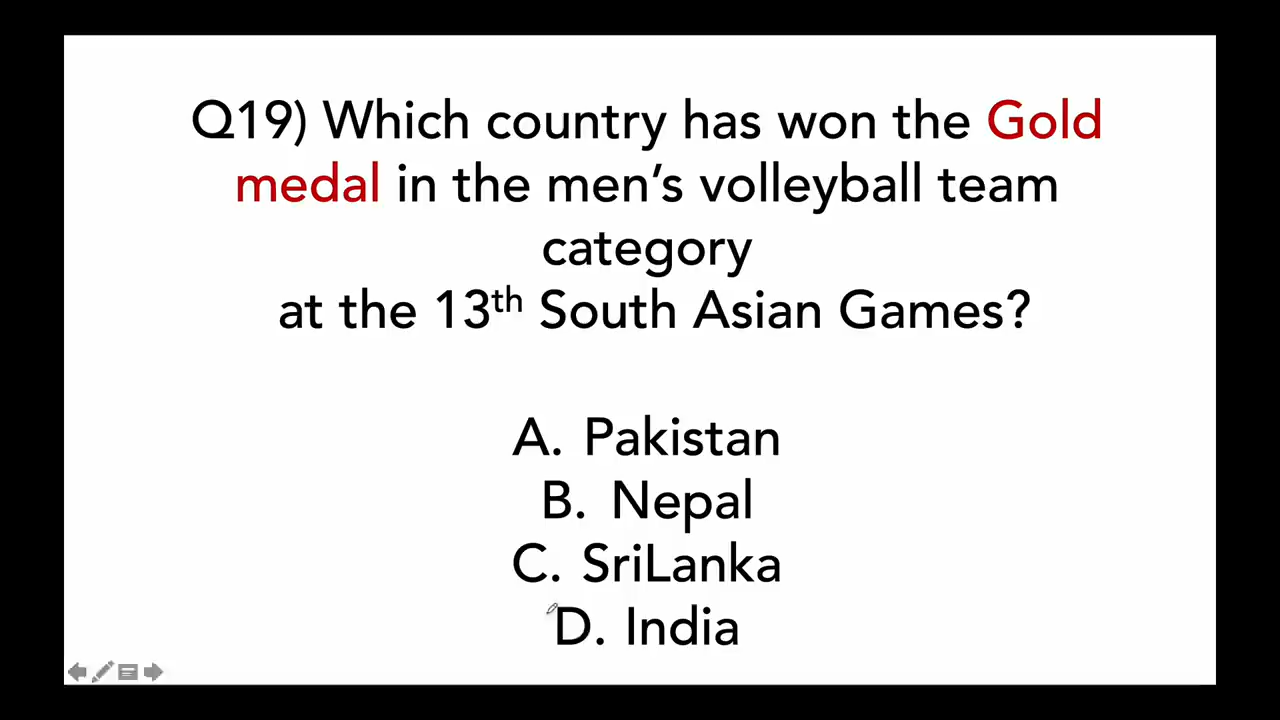 Q19) Which country has won the Gold
medal in the men’s volleyball team
category
at the 13th South Asian Games?
A. Pakistan
B. Nepal
C. SriLanka
D. India